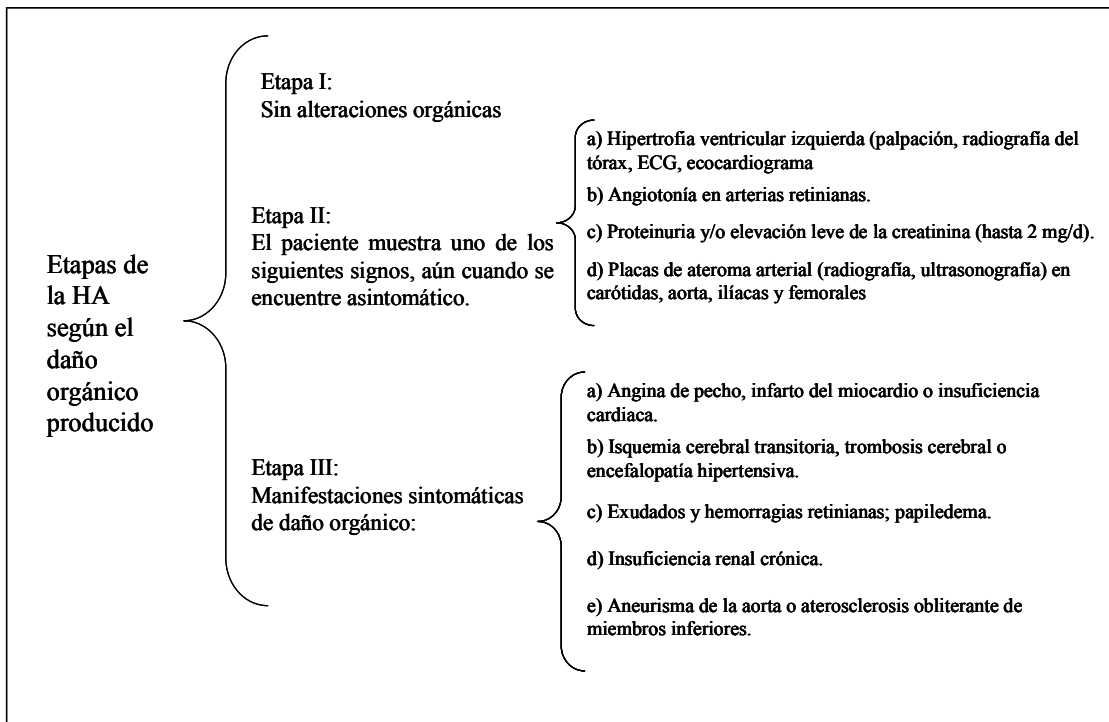 Etapas de
la HA
según el
daño
orgánico
producido
Etapa I:
Sin alteraciones orgánicas
Etapa II:
El paciente muestra uno de los
siguientes signos, aún cuando se
encuentre asintomático.
a) Hipertrofía ventricular izquierda (palpación, radiografía del
tórax, ECG, ecocardiograma
b) Angiotonía en arterias retinianas.
c) Proteinuria y/o elevación leve de la creatinina (hasta 2 mg/d).
d) Placas de ateroma arterial (radiografía, ultrasonografía) en
carótidas, aorta, ilíacas y femorales
Etapa III:
Manifestaciones sintomáticas
de daño orgánico:
a) Angina de pecho, infarto del miocardio o insuficiencia
cardiaca.
b) Isquemia cerebral transitoria, trombosis cerebral o
encefalopatía hipertensiva.
c) Exudados y hemorragias retinianas; papiledema.
d) Insuficiencia renal crónica.
e) Aneurisma de la aorta o aterosclerosis obliterante de
miembros inferiores.